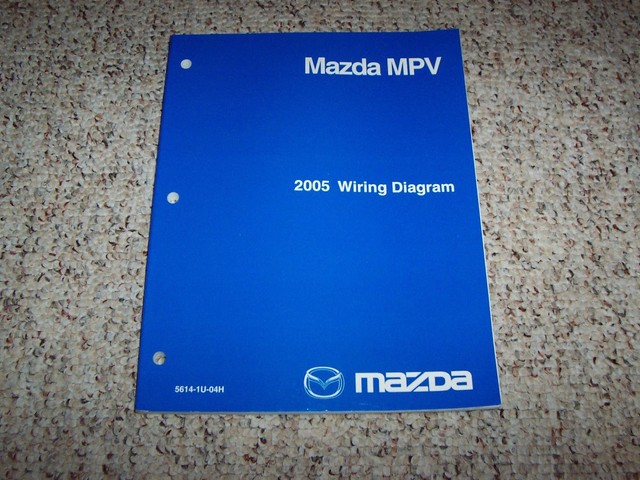 Mazda MPV
2005 Wiring Diagram
5614-1U-04H
mazda